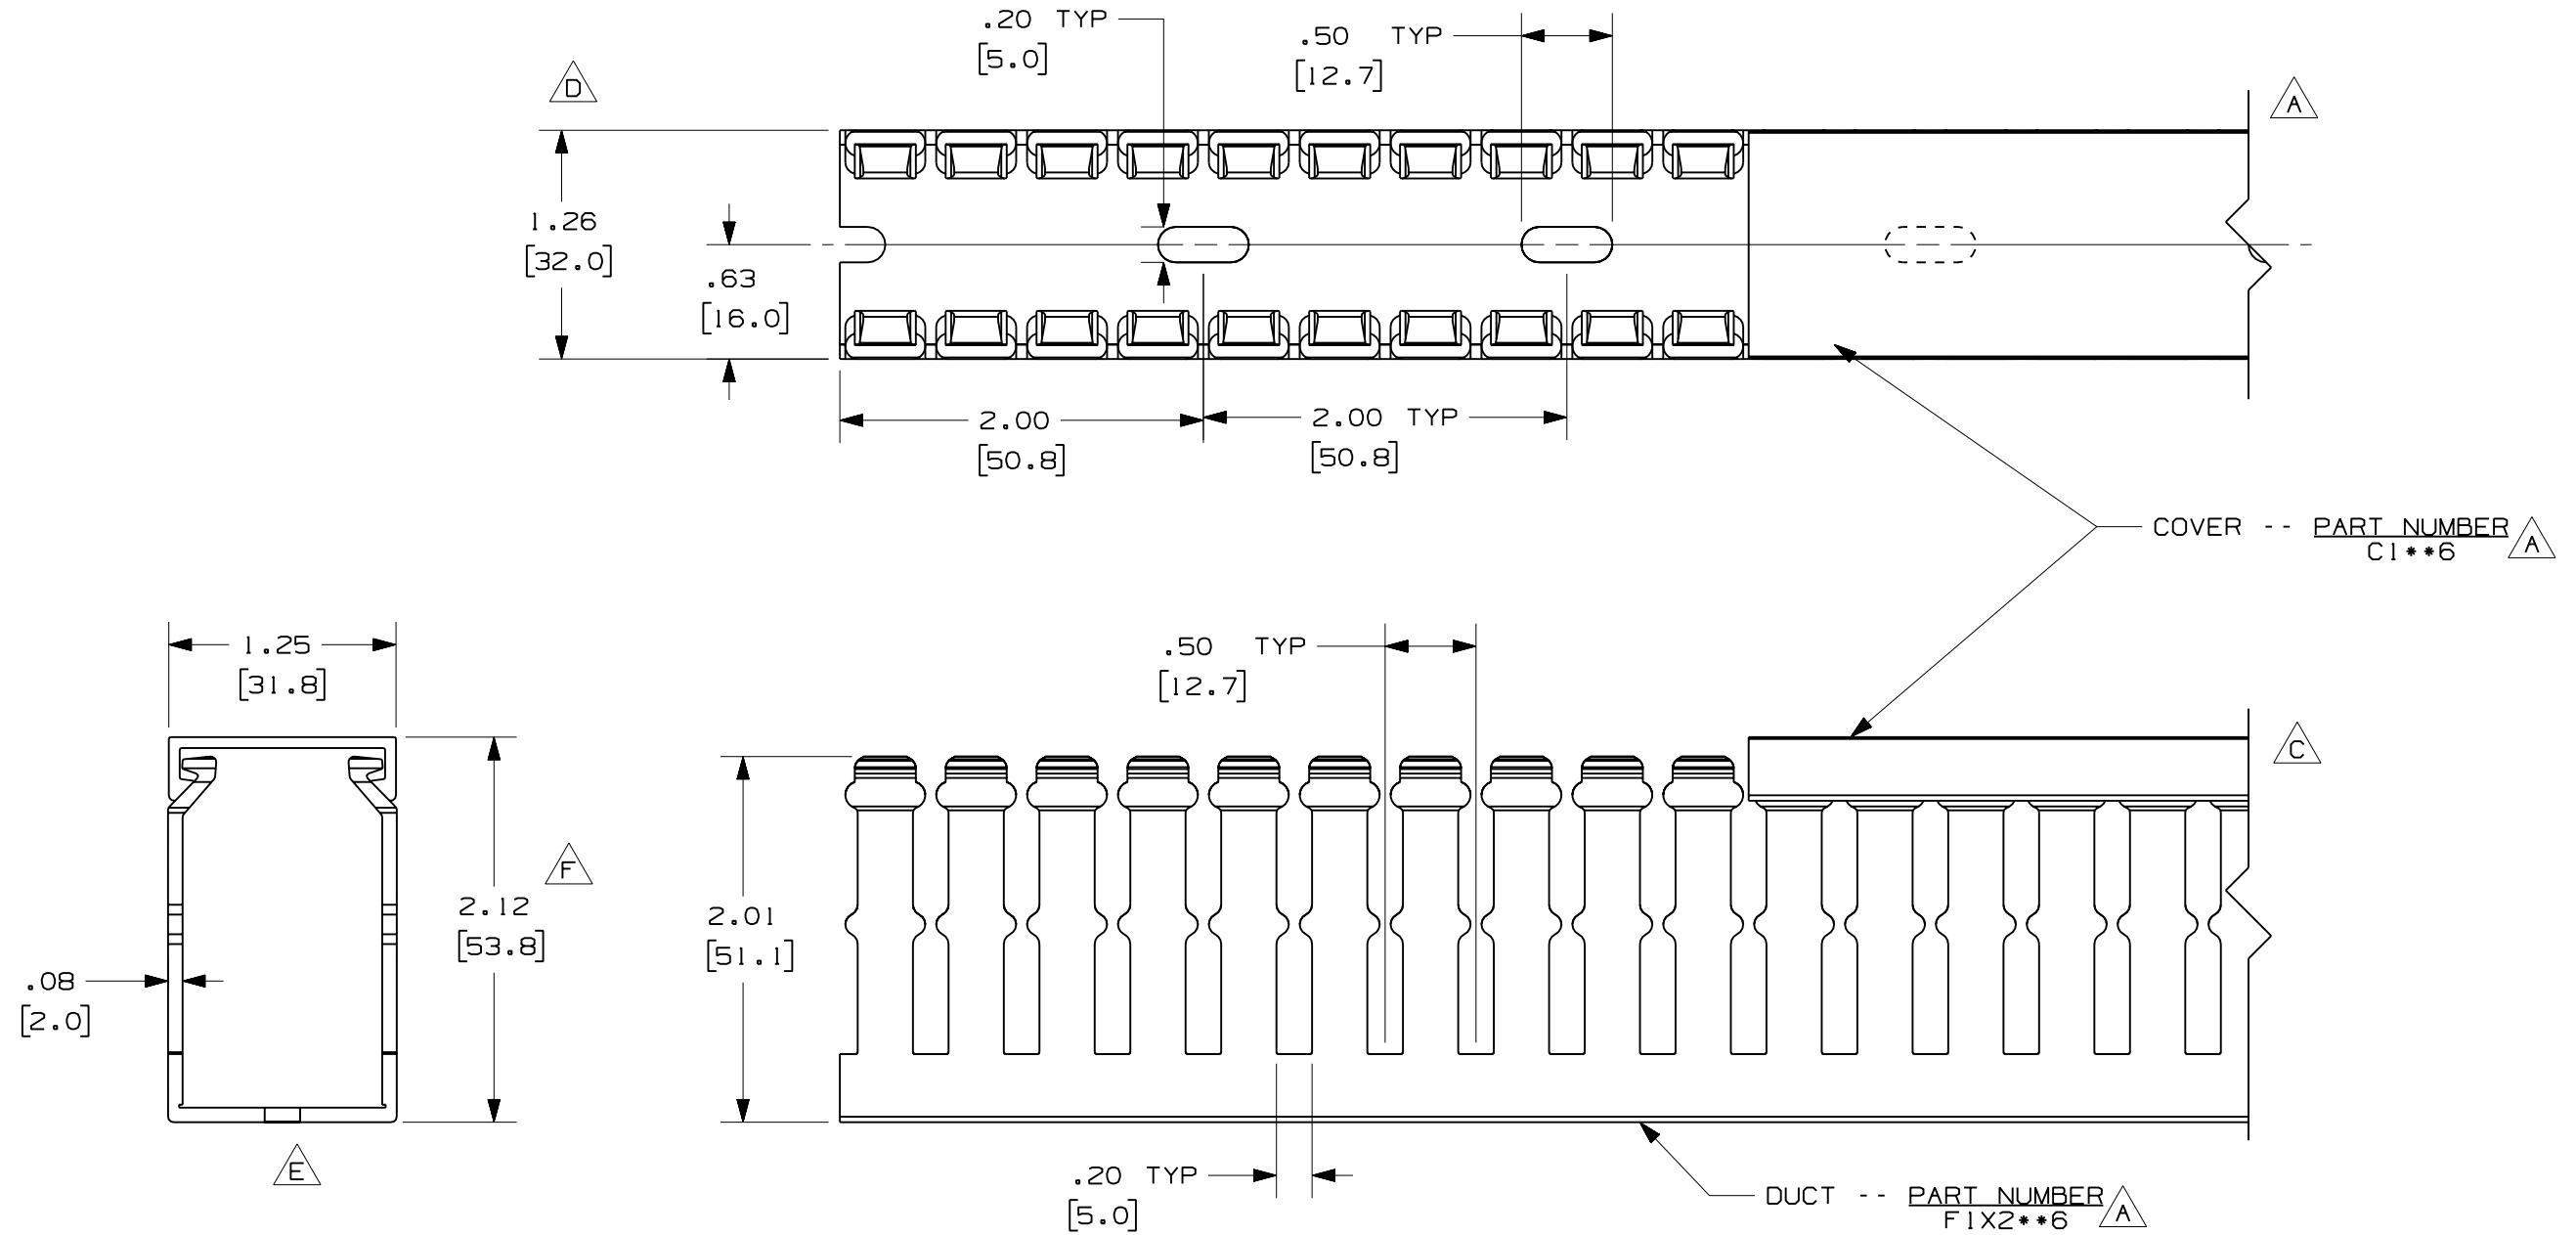 .20 TYP
[5.0]
.50 TYP
[12.7]
D
A
1.26
[32.0]
.63
[16.0]
2.00
[50.8]
2.00 TYP
[50.8]
COVER -- PART NUMBER
C1**6
A
1.25
[31.8]
.50 TYP
[12.7]
C
F
2.12
[53.8]
2.01
[51.1]
.08
[2.0]
E
.20 TYP
[5.0]
DUCT -- PART NUMBER
F1X2**6
A